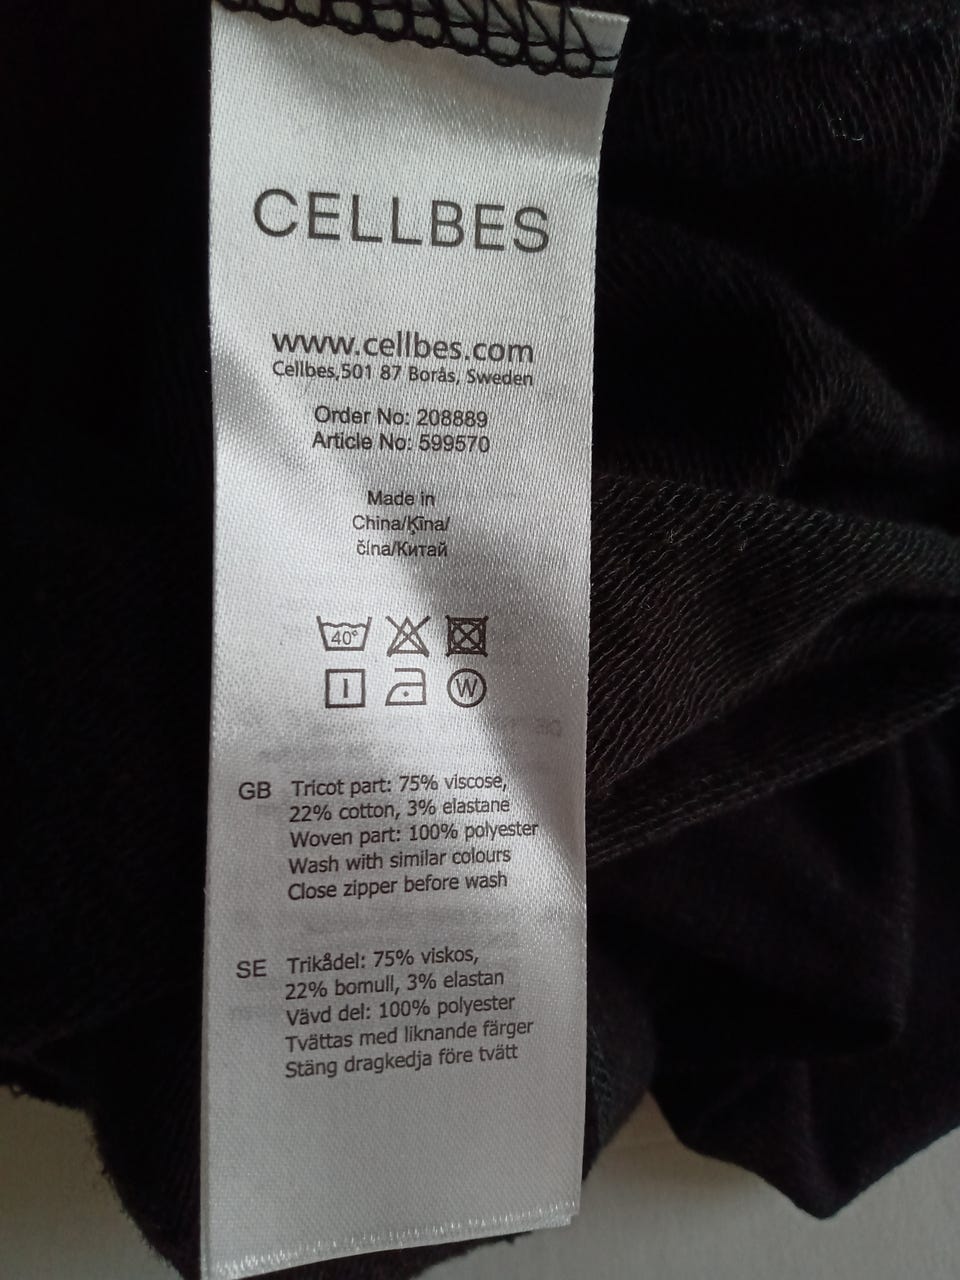 CELLBES
www.cellbes.com
Cellbes,501 87 Borås, Sweden
Order No: 208889
Article No: 599570
Made in
China/Ķīna/
čína/Китай
40°
W
GB Tricot part: 75% viscose,
22% cotton, 3% elastane
Woven part: 100% polyester
Wash with similar colours
Close zipper before wash
SE Trikådel: 75% viskos,
22% bomull, 3% elastan
Vävd del: 100% polyester
Tvättas med liknande färger
Stäng dragkedja före tvätt